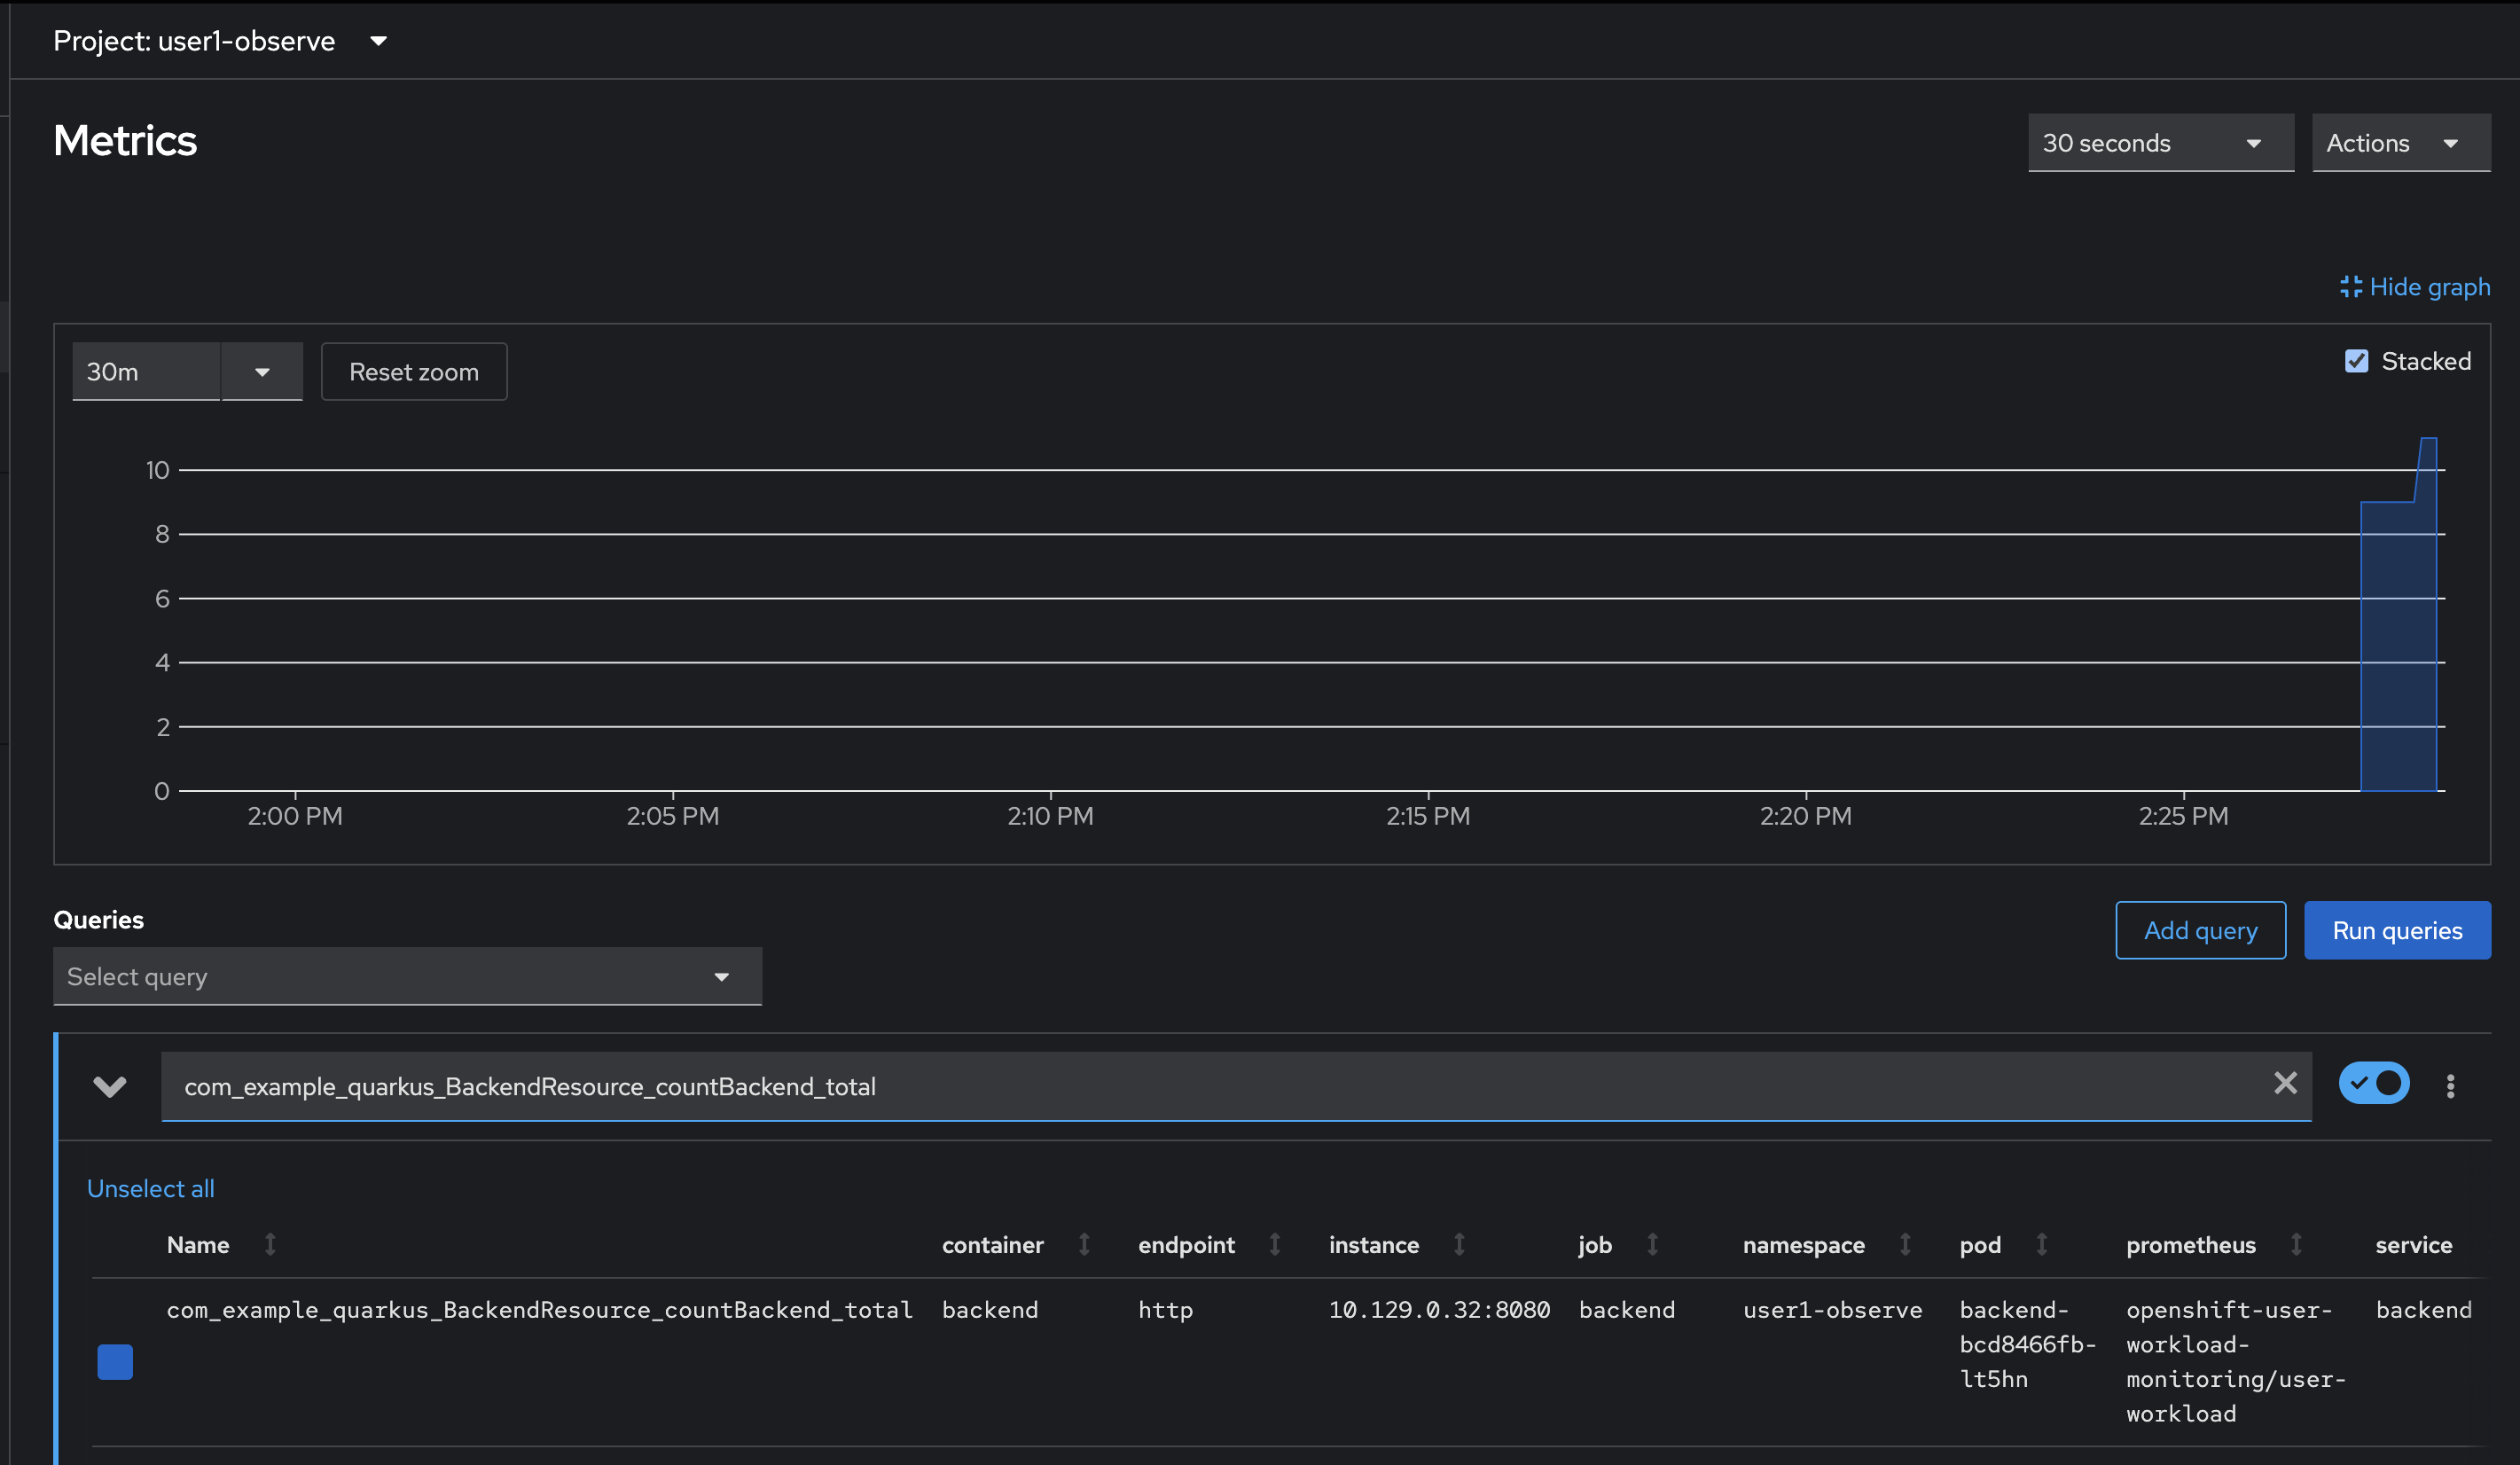 Project: user1-observe
Metrics
30 seconds
Actions
Hide graph
30m
Reset zoom
Stacked
10
8
6
4
2
0
2:00 PM
2:05 PM
2:10 PM
2:15 PM
2:20 PM
2:25 PM
Queries
Add query
Run queries
Select query
com_example_quarkus_BackendResource_countBackend_total
Unselect all
Name container endpoint instance job namespace pod prometheus service
com_example_quarkus_BackendResource_countBackend_total backend http 10.129.0.32:8080 backend user1-observe backend- openshift-user- backend
bcd8466fb- workload-
lt5hn monitoring/user-
workload